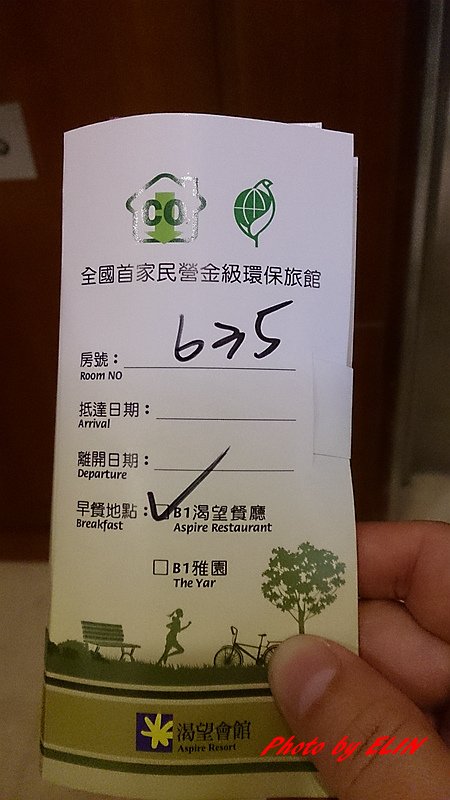 CO
全國首家民營金級環保旅館
房號： 635
Room NO
抵達日期：
Arrival
離開日期：
Departure
早餐地點： B1渴望餐廳
Breakfast Aspire Restaurant
B1雅園
The Yar
渴望會館
Aspire Resort
Photo by ELIN